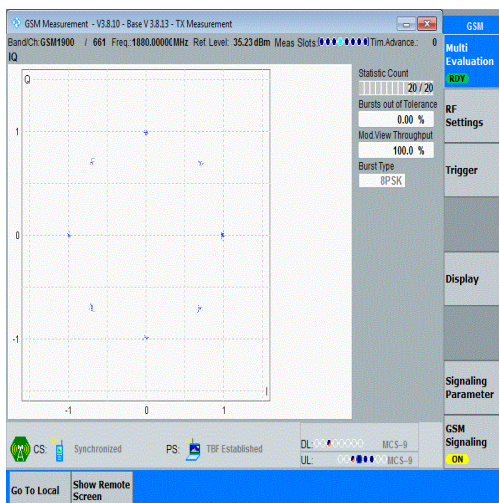 GSM Measurement - V3.8.10 - Base V 3.8.13 - TX Measurement
GSM
Band/Ch:GSM1900 / 661 Freq.:1880.00000MHz Ref. Level: 35.23 dBm Meas Slots: Tim.Advance.: 0
IQ
Multi
Evaluation
RDY
Q
Statistic Count
20 / 20
Bursts out of Tolerance
0.00 %
Mod.View Throughput
100.0 %
Burst Type
8PSK
RF
Settings
Trigger
Display
1
0
-1
I
-1
0
1
Signaling
Parameter
GSM
Signaling
ON
CS:
Synchronized
PS:
TBF Established
DL: MCS-9
UL: MCS-9
Go To Local
Show Remote
Screen